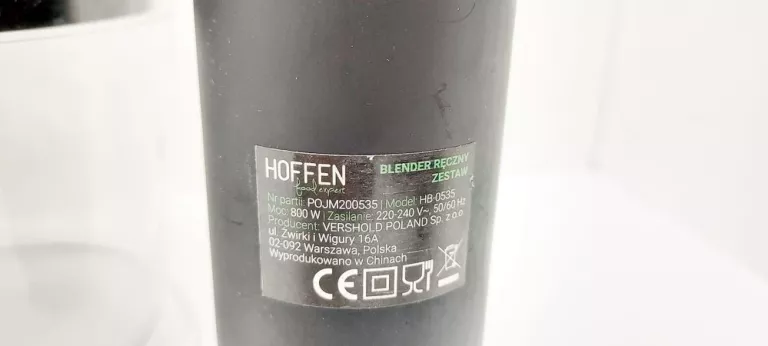 HOFFEN
food expert
BLENDER RĘCZNY
ZESTAW
Nr partii: POJM200535 | Model: HB-0535
Moc: 800 W | Zasilanie: 220-240 V~, 50/60 Hz
Producent: VERSHOLD POLAND Sp. z o.o
ul. Żwirki i Wigury 16A
02-092 Warszawa, Polska
Wyprodukowano w Chinach
CE